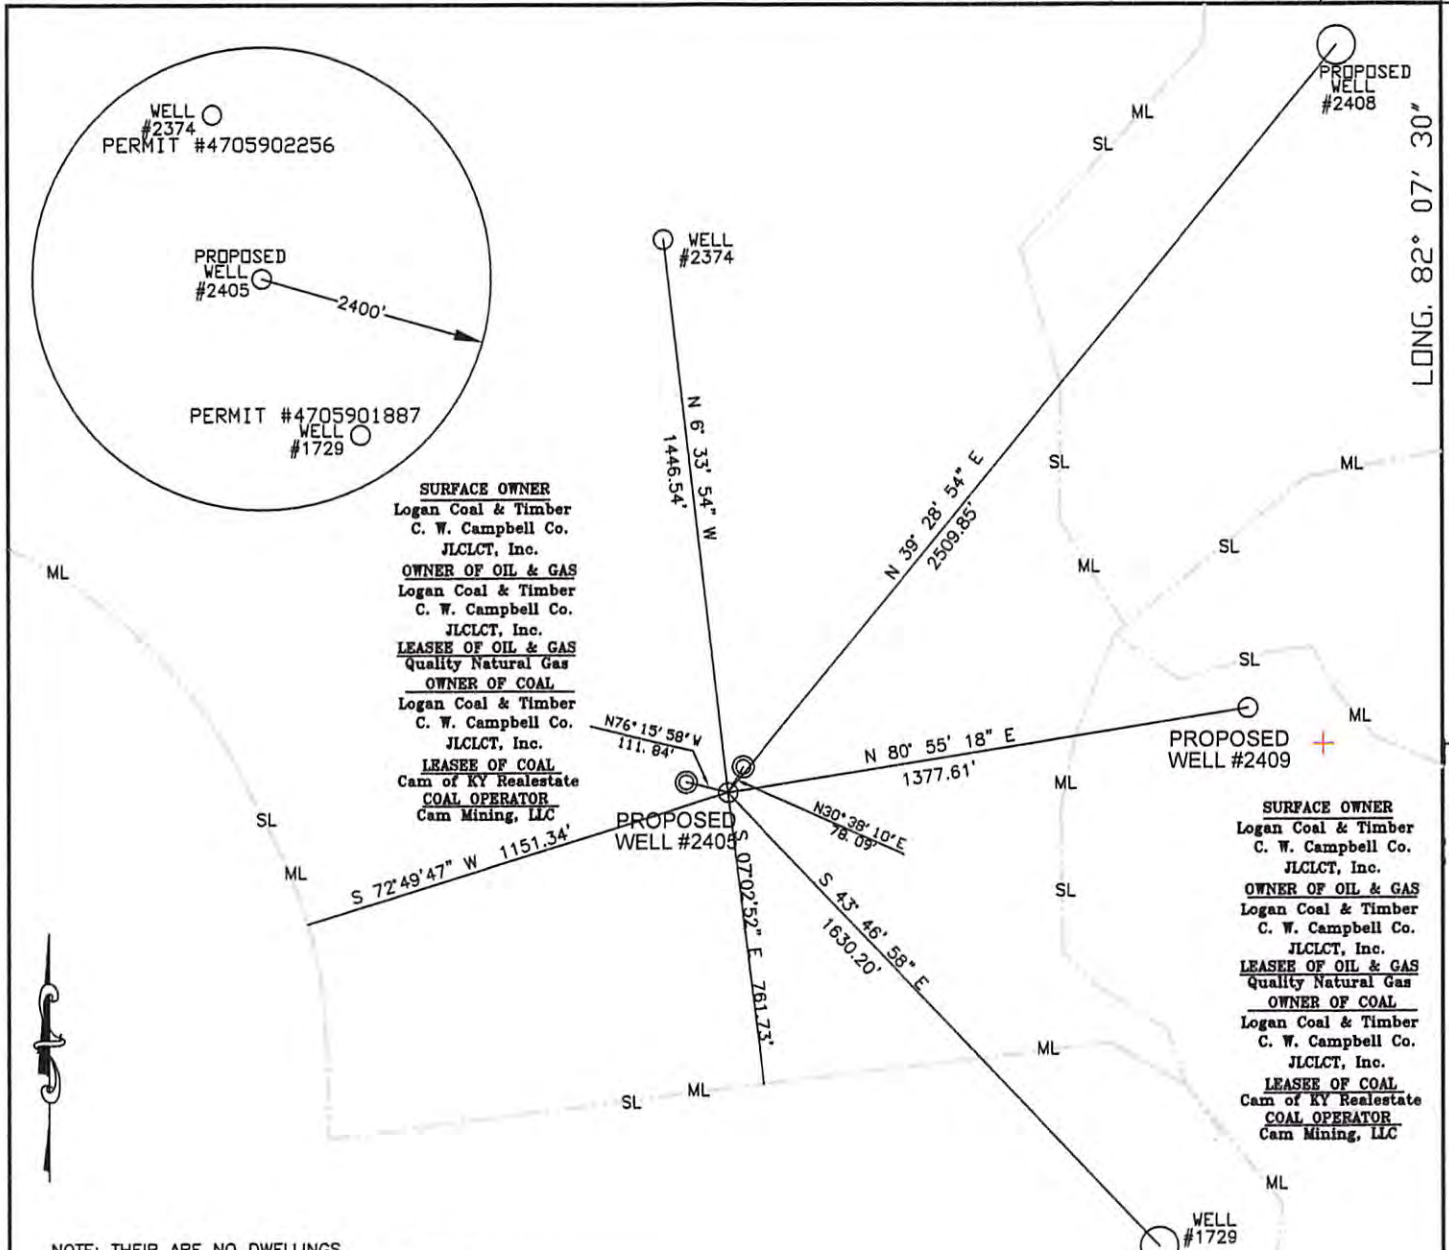 WELL
#2374
PERMIT #4705902256
PROPOSED
WELL
#2405
2400'
PERMIT #4705901887
WELL
#1729
PROPOSED
WELL
#2408
LONG. 82° 07' 30"
ML
SL
WELL
#2374
N 6° 33' 54" W
1446.54'
N 39° 28' 54" E
2509.85'
SL
ML
ML
SL
SL
ML
ML
SURFACE OWNER
Logan Coal & Timber
C. W. Campbell Co.
JLCLCT, Inc.
OWNER OF OIL & GAS
Logan Coal & Timber
C. W. Campbell Co.
JLCLCT, Inc.
LEASEE OF OIL & GAS
Quality Natural Gas
OWNER OF COAL
Logan Coal & Timber
C. W. Campbell Co.
JLCLCT, Inc.
LEASEE OF COAL
Cam of KY Realestate
COAL OPERATOR
Cam Mining, LLC
N76°15'58"W
111.84'
PROPOSED
WELL #2405
N 80° 55' 18" E
1377.61'
PROPOSED
WELL #2409
N30°38'10"E
78.09'
ML
SL
SL
ML
S 72°49'47" W 1151.34'
S 07°02'52" E 761.73'
S 43° 46' 58" E
1630.20'
SURFACE OWNER
Logan Coal & Timber
C. W. Campbell Co.
JLCLCT, Inc.
OWNER OF OIL & GAS
Logan Coal & Timber
C. W. Campbell Co.
JLCLCT, Inc.
LEASEE OF OIL & GAS
Quality Natural Gas
OWNER OF COAL
Logan Coal & Timber
C. W. Campbell Co.
JLCLCT, Inc.
LEASEE OF COAL
Cam of KY Realestate
COAL OPERATOR
Cam Mining, LLC
ML
SL
ML
ML
WELL
#1729
NOTE: THEIR ARE NO DWELLINGS